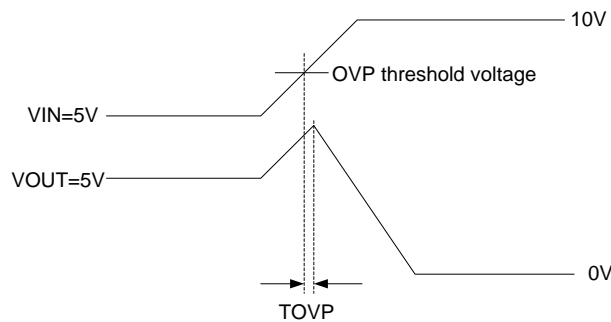 10V
OVP threshold voltage
VIN=5V
VOUT=5V
0V
TOVP